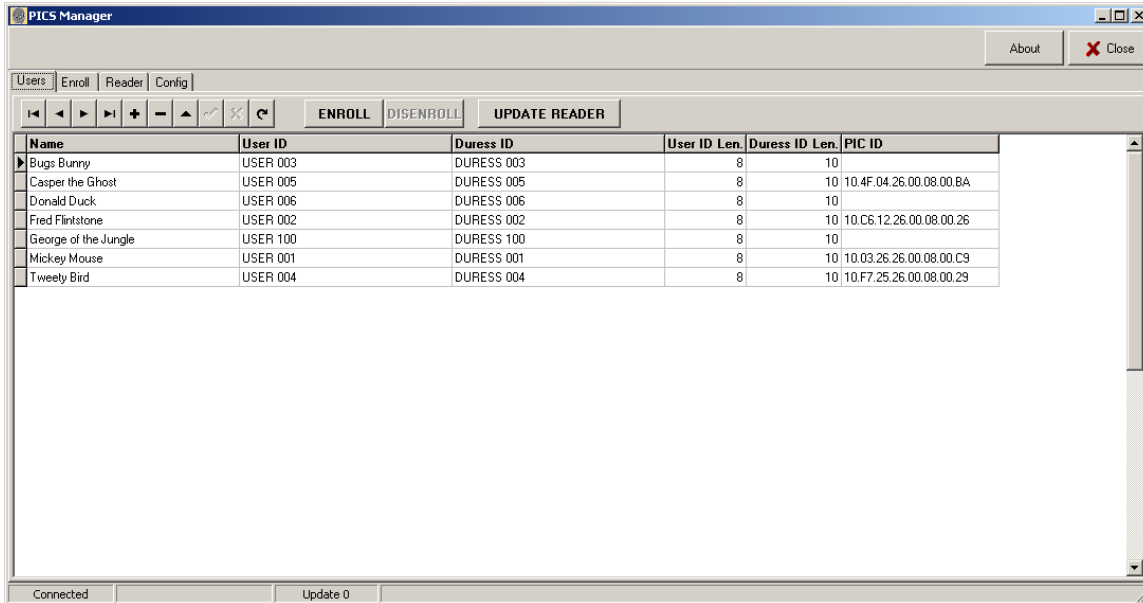 PICS Manager
About Close
Users Enroll Reader Config
ENROLL DISENROLL UPDATE READER
Name User ID Duress ID User ID Len. Duress ID Len. PIC ID
Bugs Bunny USER 003 DURESS 003 8 10
Casper the Ghost USER 005 DURESS 005 8 10 10.4F.04.26.00.08.00.BA
Donald Duck USER 006 DURESS 006 8 10
Fred Flintstone USER 002 DURESS 002 8 10 10.C6.12.26.00.08.00.26
George of the Jungle USER 100 DURESS 100 8 10
Mickey Mouse USER 001 DURESS 001 8 10 10.03.26.26.00.08.00.C9
Tweety Bird USER 004 DURESS 004 8 10 10.F7.25.26.00.08.00.29
Connected Update 0